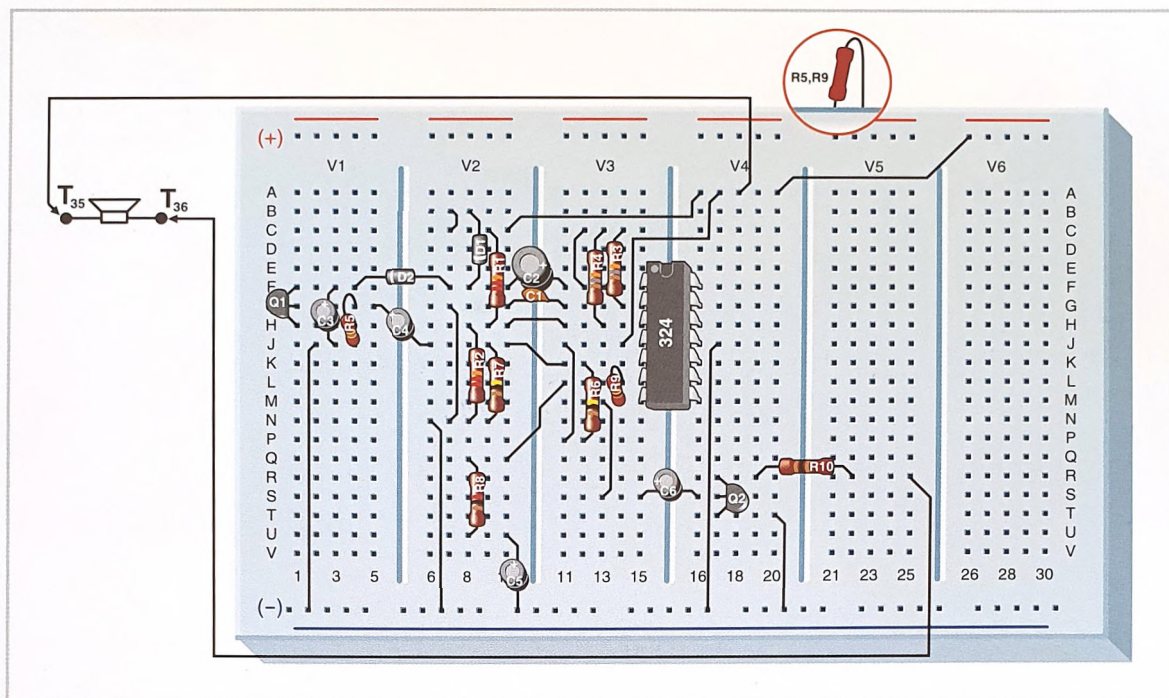 R5,R9
(+)
V1 V2 V3 V4 V5 V6
T35 T36
A A
B B
C C
D D
E E
F F
G G
H H
J J
K K
L L
M M
N N
P P
Q Q
R R
S S
T T
U U
V V
D1 R1 C2 R4 R3
D2 C1
Q1 C3 R5 C4
324
R2 R7 R6 R9
R8 C6 Q2 R10
C5
1 3 5 6 8 11 13 15 16 18 20 21 23 25 26 28 30
(-)